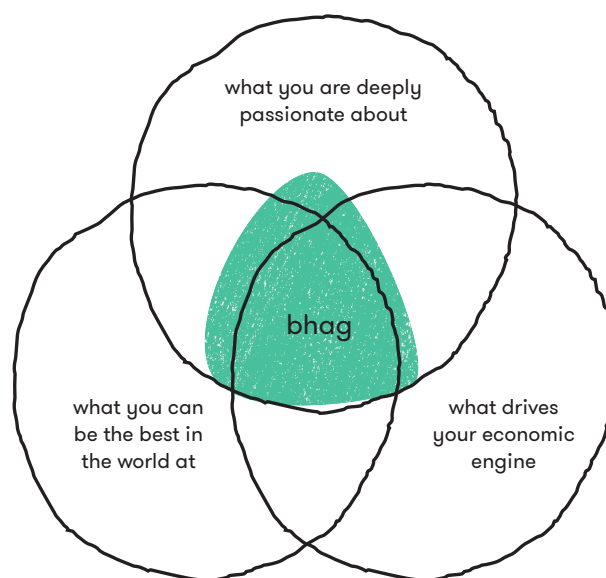 what you are deeply
passionate about
bhag
what you can
be the best in
the world at
what drives
your economic
engine